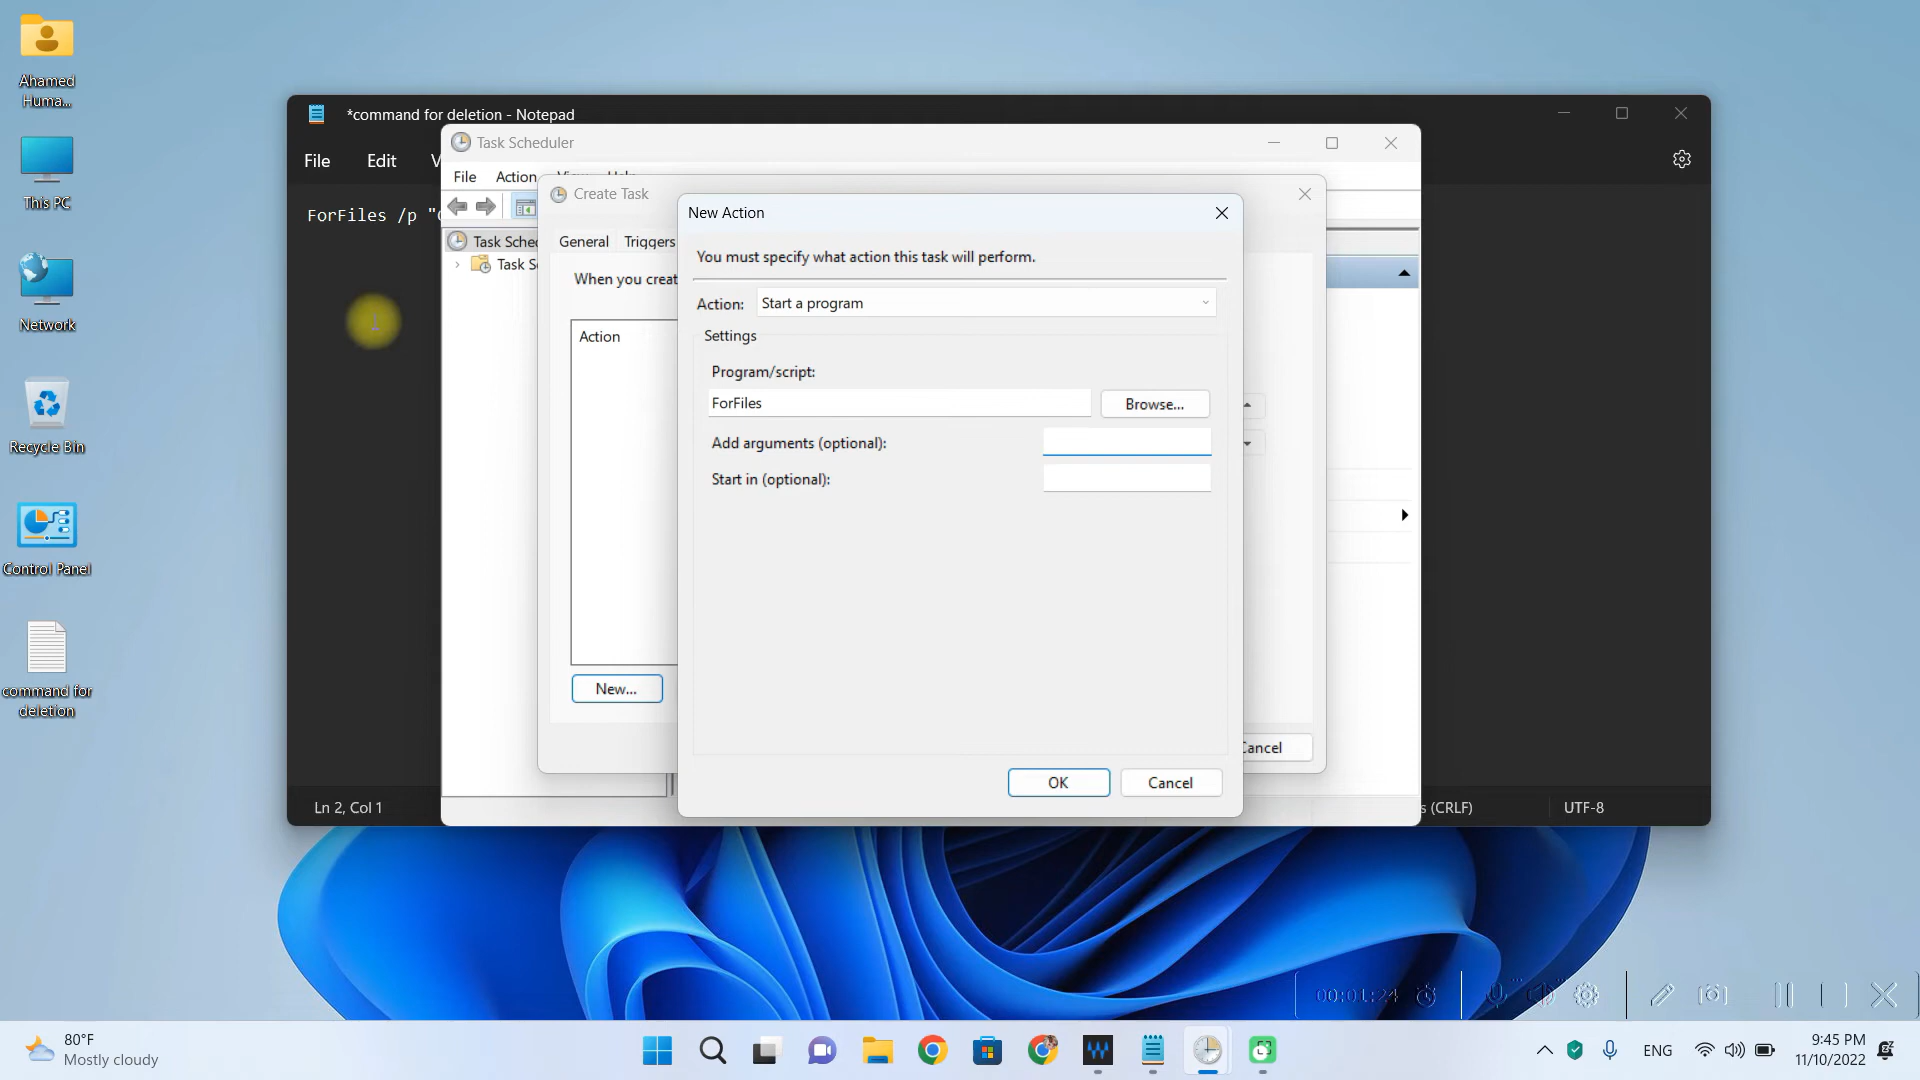 Ahamed
Huma...
This PC
Network
Recycle Bin
Control Panel
command for
deletion
*command for deletion - Notepad
File
Edit
ForFiles /p "
Ln 2, Col 1
(CRLF)
UTF-8
Task Scheduler
File
Action
Create Task
General
Triggers
When you creat
Action
New...
Cancel
New Action
You must specify what action this task will perform.
Action:
Start a program
Settings
Program/script:
ForFiles
Browse...
Add arguments (optional):
Start in (optional):
OK
Cancel
00:01:24
80°F
Mostly cloudy
ENG
9:45 PM
11/10/2022